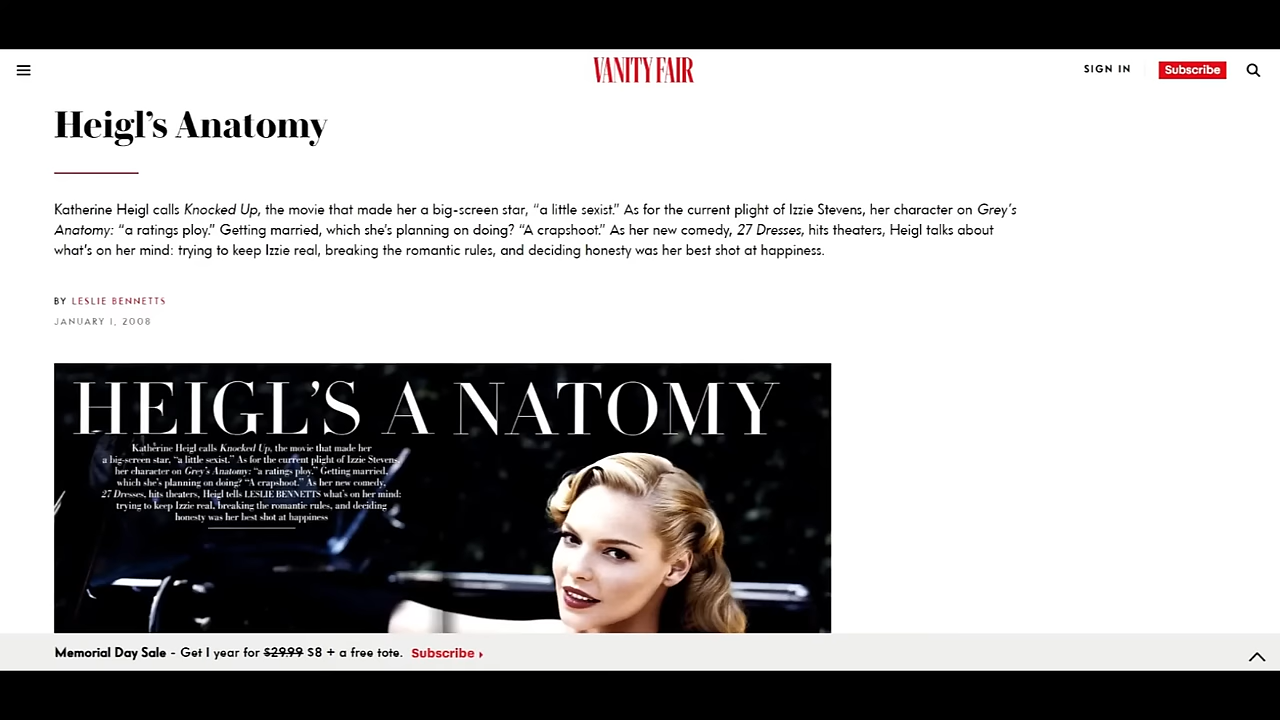 VANITY FAIR
SIGN IN
Subscribe
Heigl’s Anatomy
Katherine Heigl calls Knocked Up, the movie that made her a big-screen star, “a little sexist.” As for the current plight of Izzie Stevens, her character on Grey’s
Anatomy: “a ratings ploy.” Getting married, which she’s planning on doing? “A crapshoot.” As her new comedy, 27 Dresses, hits theaters, Heigl talks about
what’s on her mind: trying to keep Izzie real, breaking the romantic rules, and deciding honesty was her best shot at happiness.
BY LESLIE BENNETTS
JANUARY 1, 2008
HEIGL’S A NATOMY
Katherine Heigl calls Knocked Up, the movie that made her
a big-screen star, “a little sexist.” As for the current plight of Izzie Stevens,
her character on Grey’s Anatomy: “a ratings ploy.” Getting married,
which she’s planning on doing? “A crapshoot.” As her new comedy,
27 Dresses, hits theaters, Heigl tells LESLIE BENNETTS what’s on her mind:
trying to keep Izzie real, breaking the romantic rules, and deciding
honesty was her best shot at happiness
Memorial Day Sale - Get 1 year for $29.99 $8 + a free tote. Subscribe